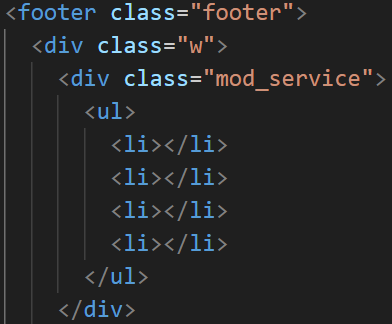 <footer class="footer">
  <div class="w">
    <div class="mod_service">
      <ul>
        <li></li>
        <li></li>
        <li></li>
        <li></li>
      </ul>
    </div>